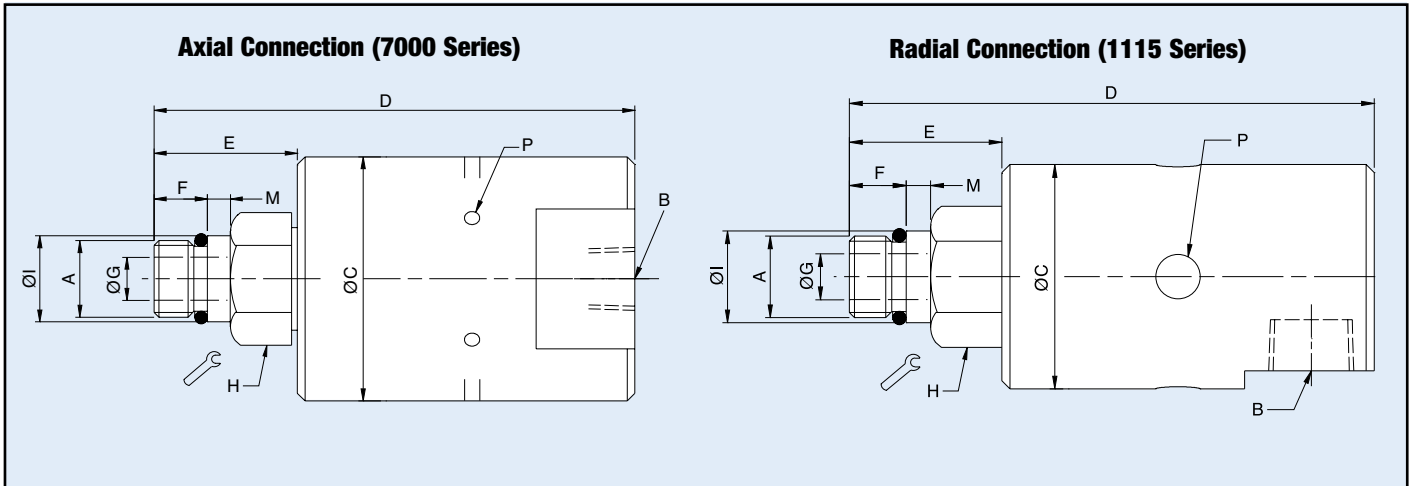 Axial Connection (7000 Series)
D
E
P
F
M
B
ØI
A
ØG
ØC
H
Radial Connection (1115 Series)
D
E
P
F
M
ØI
A
ØG
ØC
H
B